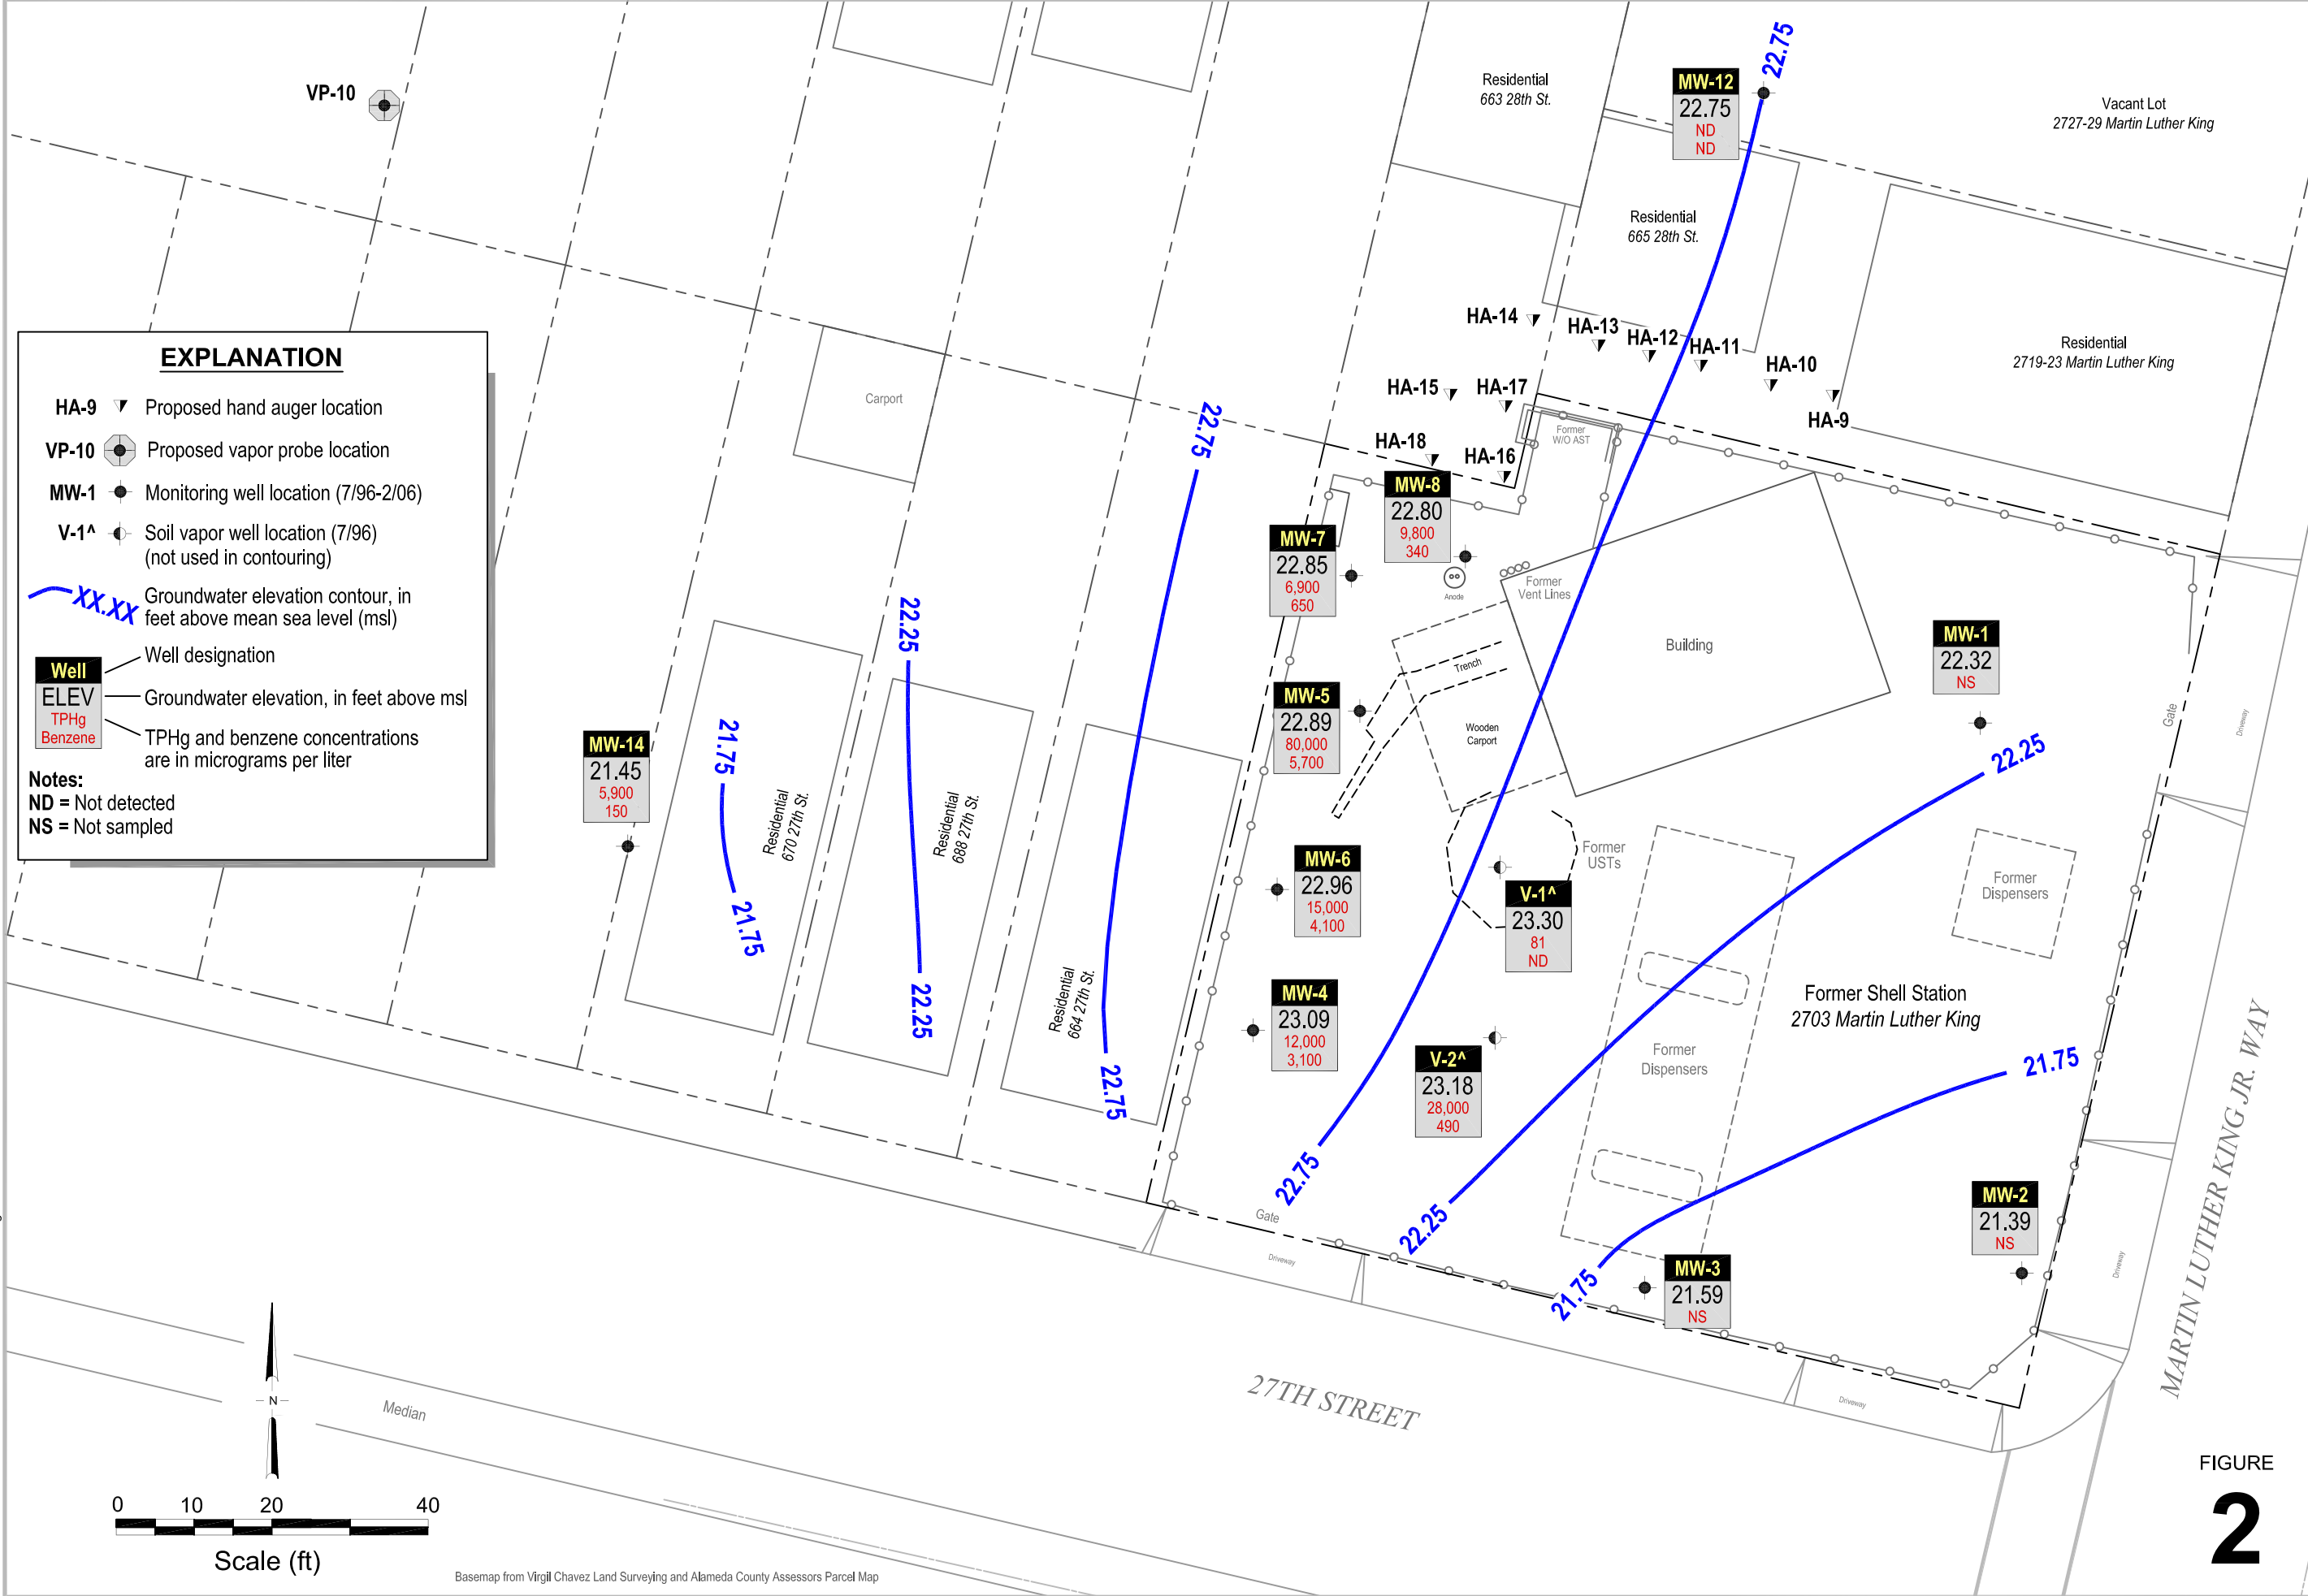 22.75
VP-10
Residential
663 28th St.
MW-12
22.75
ND
ND
Vacant Lot
2727-29 Martin Luther King
Residential
665 28th St.
HA-14
HA-13
HA-12
HA-11
HA-10
HA-9
Residential
2719-23 Martin Luther King
HA-15
HA-17
HA-18
HA-16
Former
W/O AST
Carport
22.75
EXPLANATION
HA-9 Proposed hand auger location
VP-10 Proposed vapor probe location
MW-1 Monitoring well location (7/96-2/06)
V-1^ Soil vapor well location (7/96)
(not used in contouring)
XX.XX Groundwater elevation contour, in
feet above mean sea level (msl)
Well Well designation
ELEV Groundwater elevation, in feet above msl
TPHg
Benzene
TPHg and benzene concentrations
are in micrograms per liter
Notes:
ND = Not detected
NS = Not sampled
MW-8
22.80
9,800
340
MW-7
22.85
6,900
650
Anode
Former
Vent Lines
Building
Trench
Wooden
Carport
MW-1
22.32
NS
Gate
Driveway
22.25
MW-5
22.89
80,000
5,700
22.25
21.75
MW-14
21.45
5,900
150
Residential
670 27th St.
Residential
688 27th St.
21.75
22.25
Residential
664 27th St.
22.75
MW-6
22.96
15,000
4,100
Former
USTs
V-1^
23.30
81
ND
Former
Dispensers
MW-4
23.09
12,000
3,100
V-2^
23.18
28,000
490
Former
Dispensers
Former Shell Station
2703 Martin Luther King
21.75
22.75
22.25
21.75
MW-2
21.39
NS
MW-3
21.59
NS
Gate
Driveway
Driveway
Driveway
MARTIN LUTHER KING JR. WAY
27TH STREET
Median
N
0 10 20 40
Scale (ft)
Basemap from Virgil Chavez Land Surveying and Alameda County Assessors Parcel Map
FIGURE
2